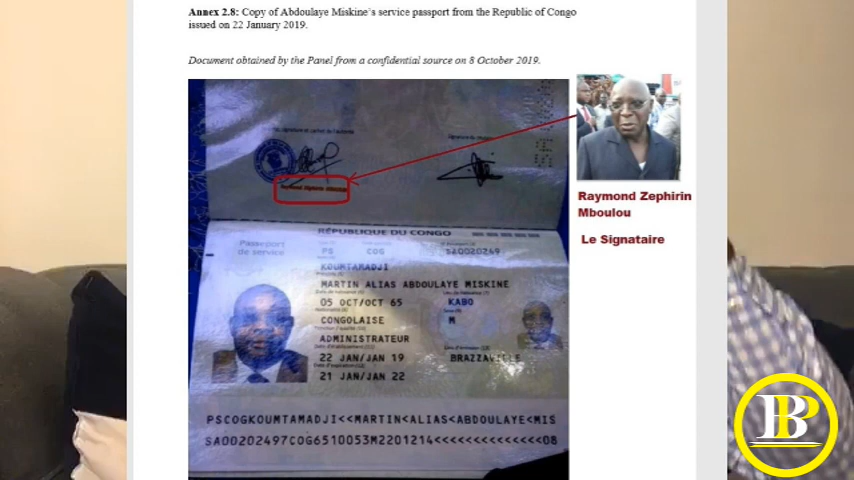 Annex 2.8: Copy of Abdoulaye Miskine's service passport from the Republic of Congo
issued on 22 January 2019.
Document obtained by the Panel from a confidential source on 8 October 2019.
Raymond Zephirin
Raymond Zephirin
Mboulou
Le Signataire
RÉPUBLIQUE DU CONGO
Passeport
de service
PS
COG
KOUMTAMADJI
MARTIN ALIAS ABDOULAYE MISKINE
05 OCT/OCT 65
KABO
CONGOLAISE
M
ADMINISTRATEUR
22 JAN/JAN 19
BRAZZAVILLE
21 JAN/JAN 22
PSCOGKOUMTAMADJI<<MARTIN<ALIAS<ABDOULAYE<MIS
SA00202497COG6510053M2201214<<<<<<<<<<<<<<<08
BP